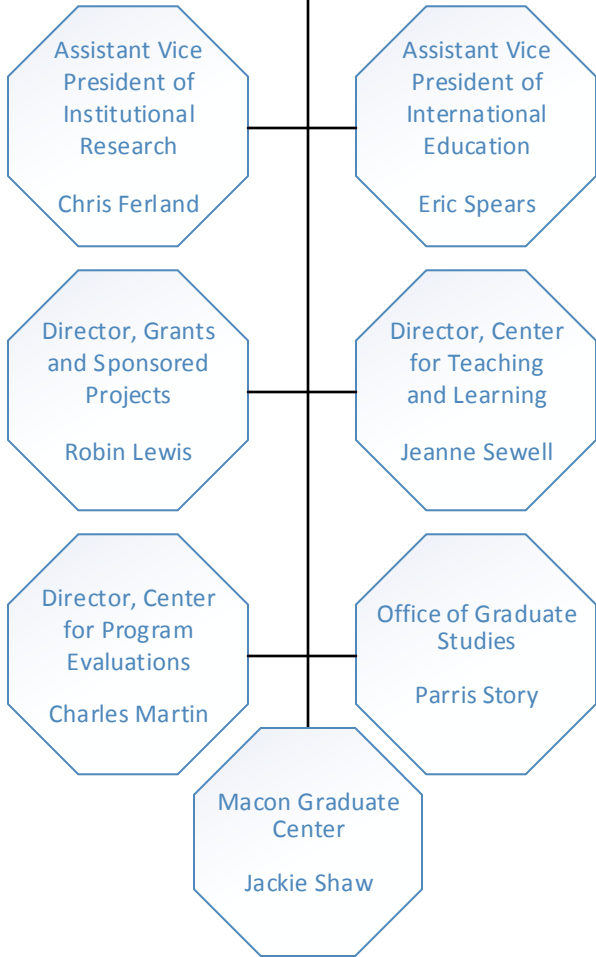 Assistant Vice
President of
Institutional
Research
Chris Ferland
Assistant Vice
President of
International
Education
Eric Spears
Director, Grants
and Sponsored
Projects
Robin Lewis
Director, Center
for Teaching
and Learning
Jeanne Sewell
Director, Center
for Program
Evaluations
Charles Martin
Office of Graduate
Studies
Parris Story
Macon Graduate
Center
Jackie Shaw